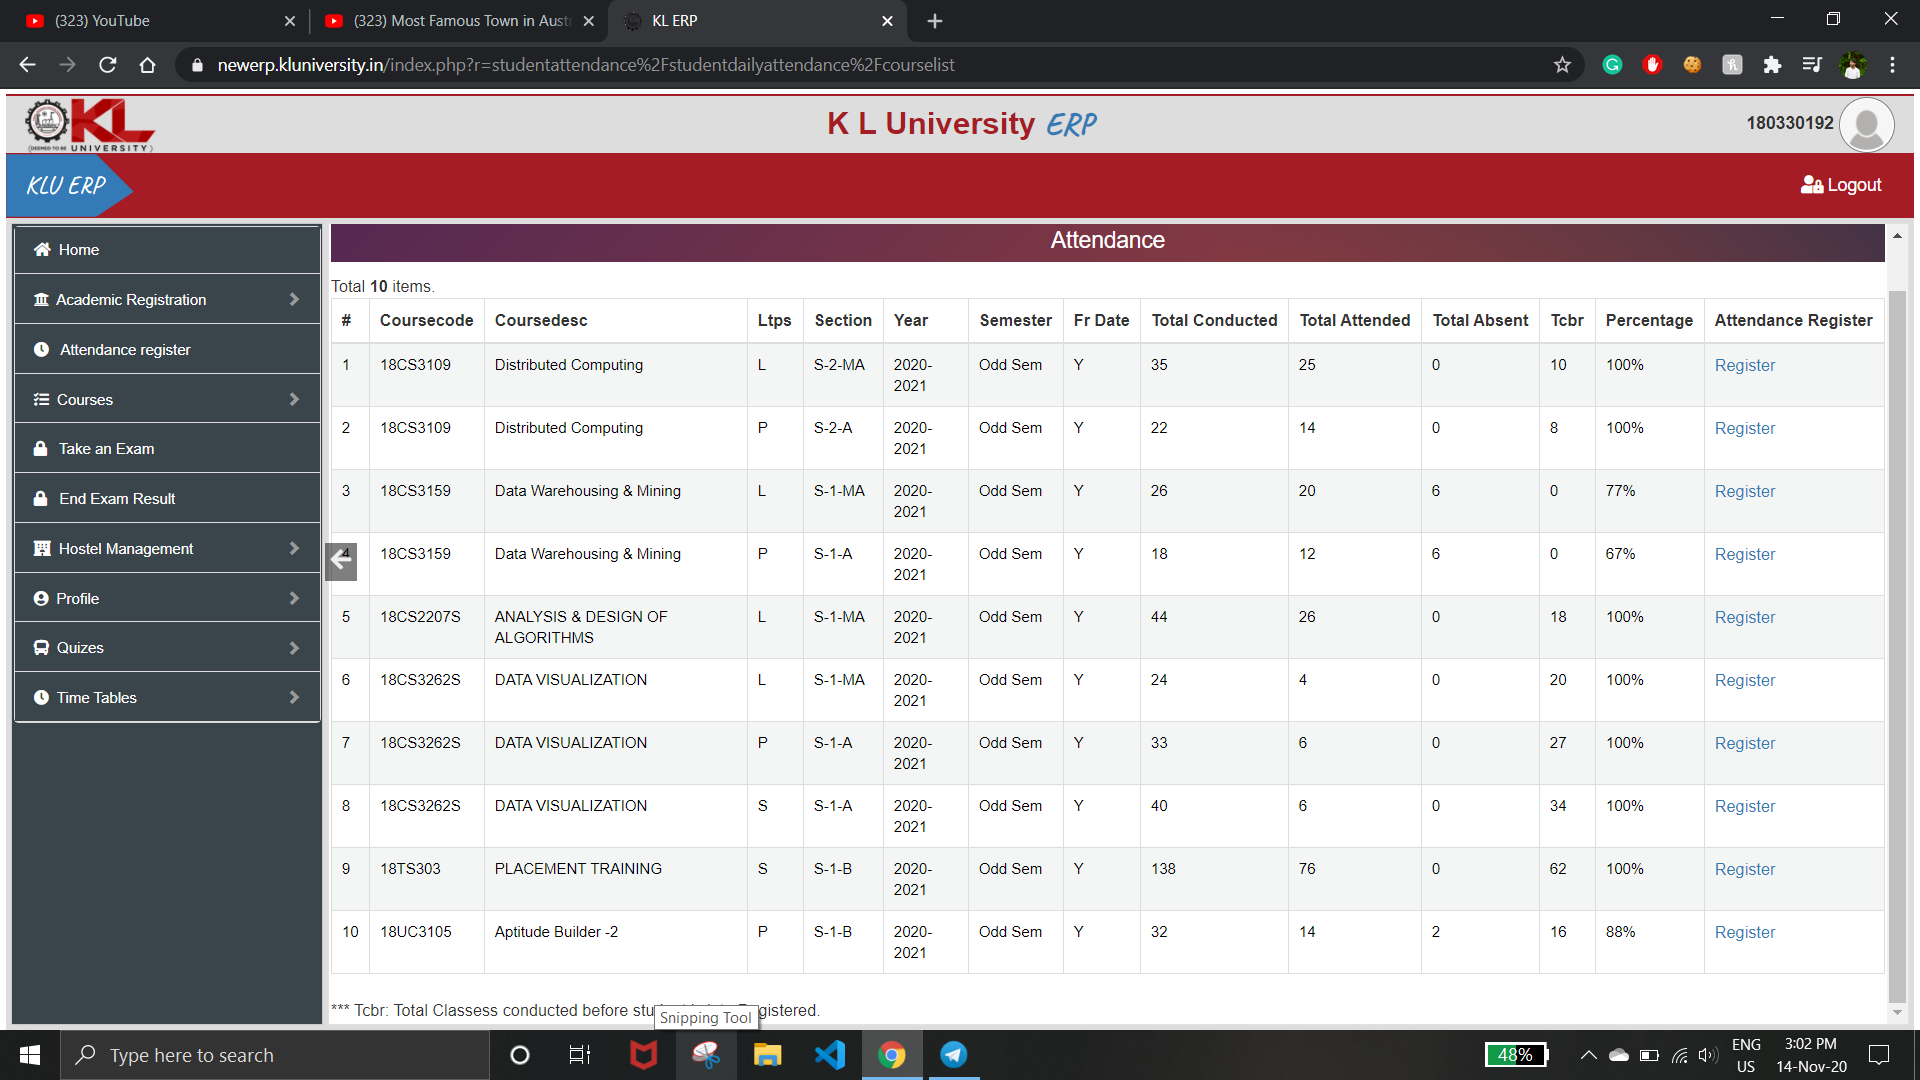 (323) YouTube
(323) Most Famous Town in Aust
KL ERP
newerp.kluniversity.in/index.php?r=studentattendance%2Fstudentdailyattendance%2Fcourselist
KL
(DEEMED TO BE UNIVERSITY)
K L University ERP
180330192
KLU ERP
Logout
Home
Academic Registration
Attendance register
Courses
Take an Exam
End Exam Result
Hostel Management
Profile
Quizes
Time Tables
Attendance
Total 10 items.
# Coursecode Coursedesc Ltps Section Year Semester Fr Date Total Conducted Total Attended Total Absent Tcbr Percentage Attendance Register
1 18CS3109 Distributed Computing L S-2-MA 2020- Odd Sem Y 35 25 0 10 100% Register
2021
2 18CS3109 Distributed Computing P S-2-A 2020- Odd Sem Y 22 14 0 8 100% Register
2021
3 18CS3159 Data Warehousing & Mining L S-1-MA 2020- Odd Sem Y 26 20 6 0 77% Register
2021
4 18CS3159 Data Warehousing & Mining P S-1-A 2020- Odd Sem Y 18 12 6 0 67% Register
2021
5 18CS2207S ANALYSIS & DESIGN OF L S-1-MA 2020- Odd Sem Y 44 26 0 18 100% Register
ALGORITHMS 2021
6 18CS3262S DATA VISUALIZATION L S-1-MA 2020- Odd Sem Y 24 4 0 20 100% Register
2021
7 18CS3262S DATA VISUALIZATION P S-1-A 2020- Odd Sem Y 33 6 0 27 100% Register
2021
8 18CS3262S DATA VISUALIZATION S S-1-A 2020- Odd Sem Y 40 6 0 34 100% Register
2021
9 18TS303 PLACEMENT TRAINING S S-1-B 2020- Odd Sem Y 138 76 0 62 100% Register
2021
10 18UC3105 Aptitude Builder -2 P S-1-B 2020- Odd Sem Y 32 14 2 16 88% Register
2021
*** Tcbr: Total Classess conducted before
Snipping Tool
Type here to search
48%
ENG
US
3:02 PM
14-Nov-20